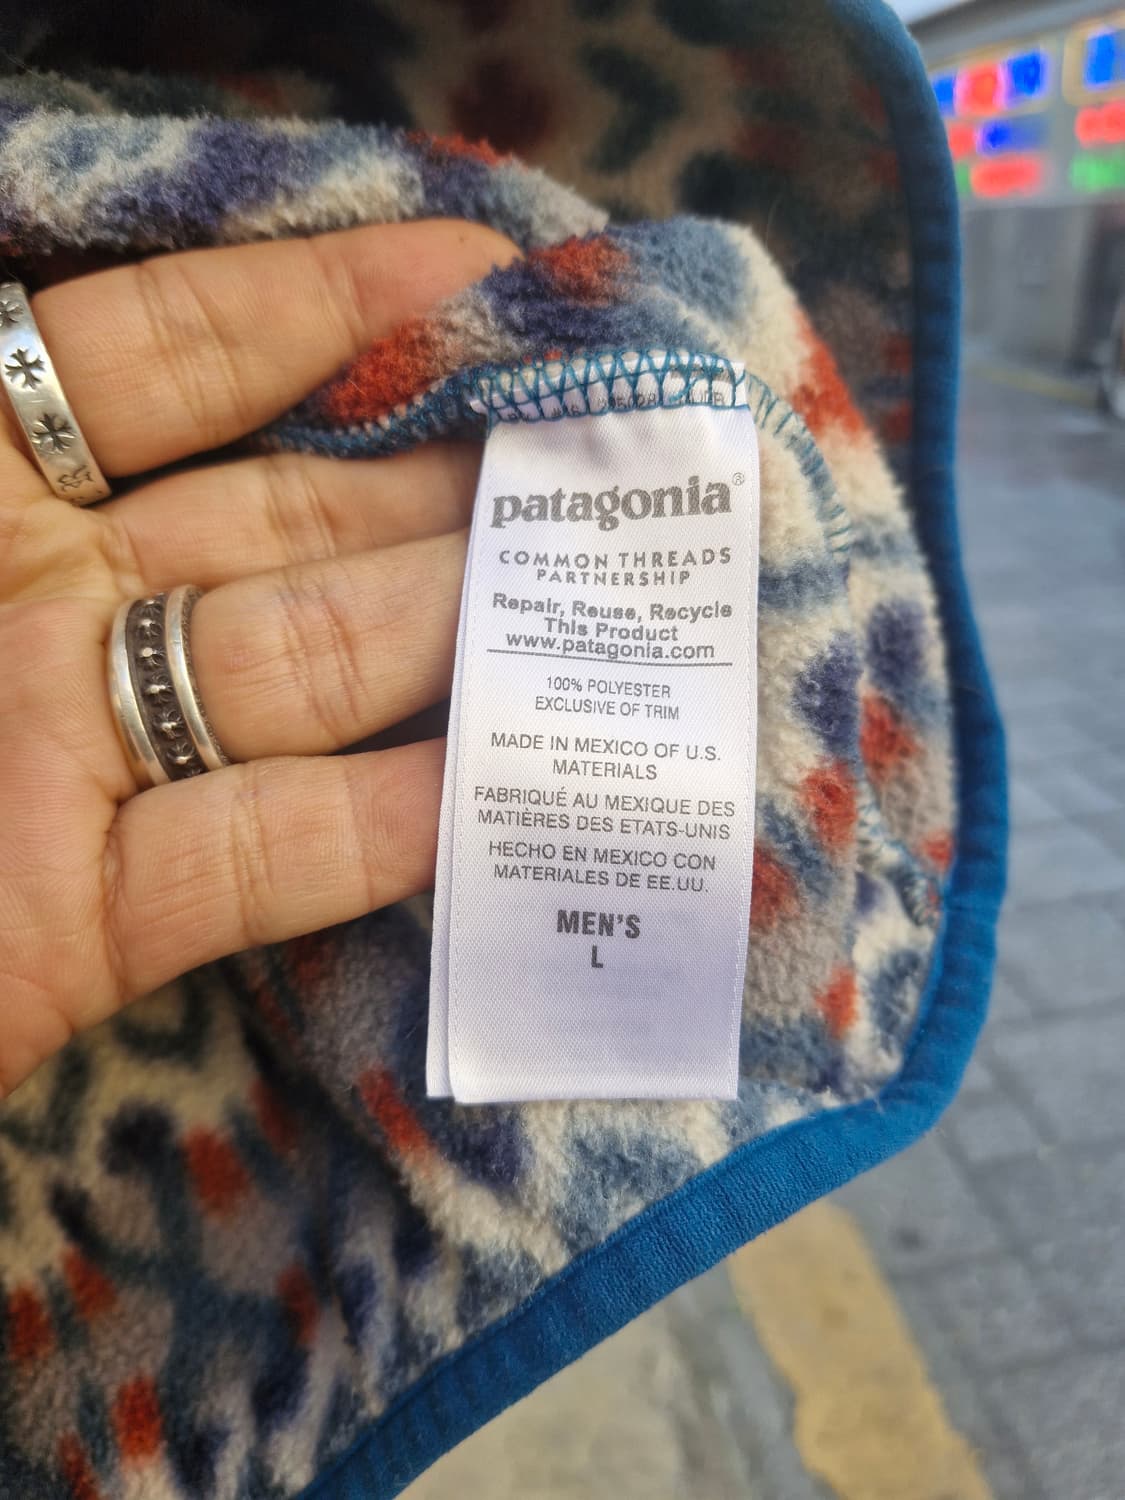 patagonia®
COMMON THREADS
PARTNERSHIP
Repair, Reuse, Recycle
This Product
www.patagonia.com
100% POLYESTER
EXCLUSIVE OF TRIM
MADE IN MEXICO OF U.S.
MATERIALS
FABRIQUÉ AU MEXIQUE DES
MATIÈRES DES ETATS-UNIS
HECHO EN MEXICO CON
MATERIALES DE EE.UU.
MEN'S
L